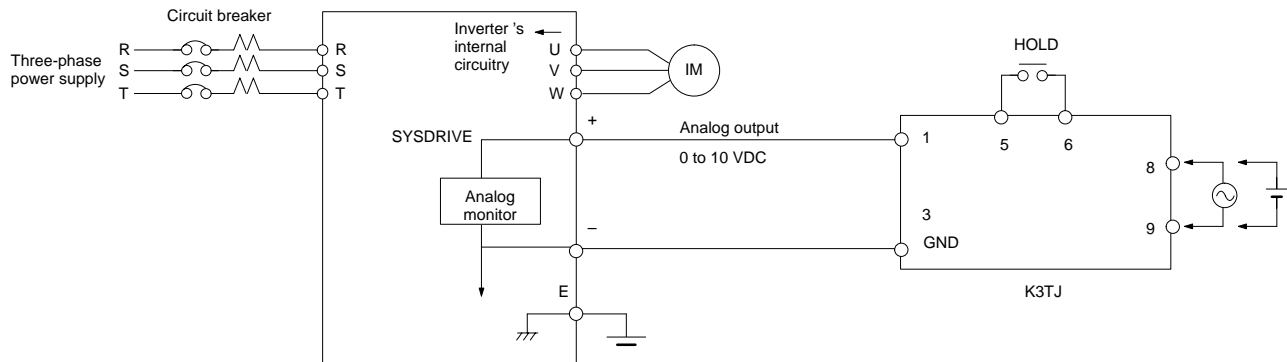 Circuit breaker
Three-phase
power supply
R
S
T
R
S
T
Inverter 's
internal
circuitry
U
V
W
IM
SYSDRIVE
+
Analog output
0 to 10 VDC
Analog
monitor
–
E
HOLD
1
5
6
8
3
GND
9
K3TJ